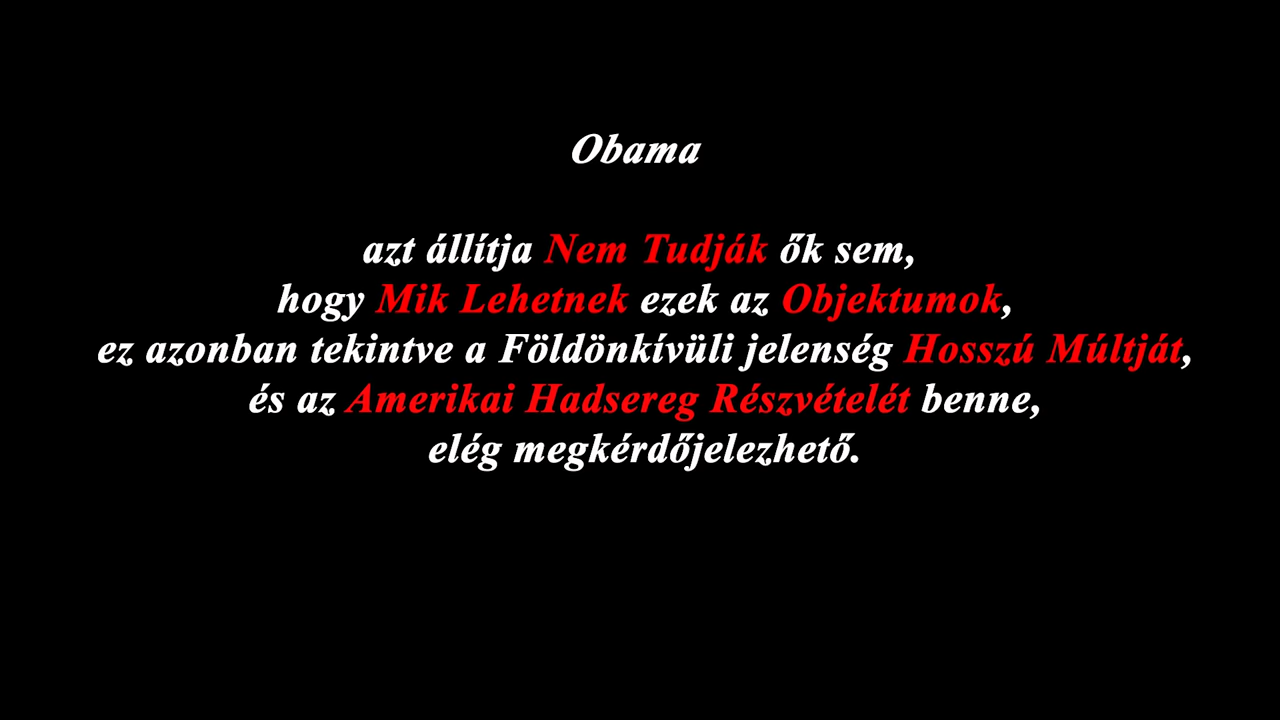 Obama
azt állítja Nem Tudják ők sem,
hogy Mik Lehetnek ezek az Objektumok,
ez azonban tekintve a Földönkívüli jelenség Hosszú Múltját,
és az Amerikai Hadsereg Részvételét benne,
elég megkérdőjelezhető.